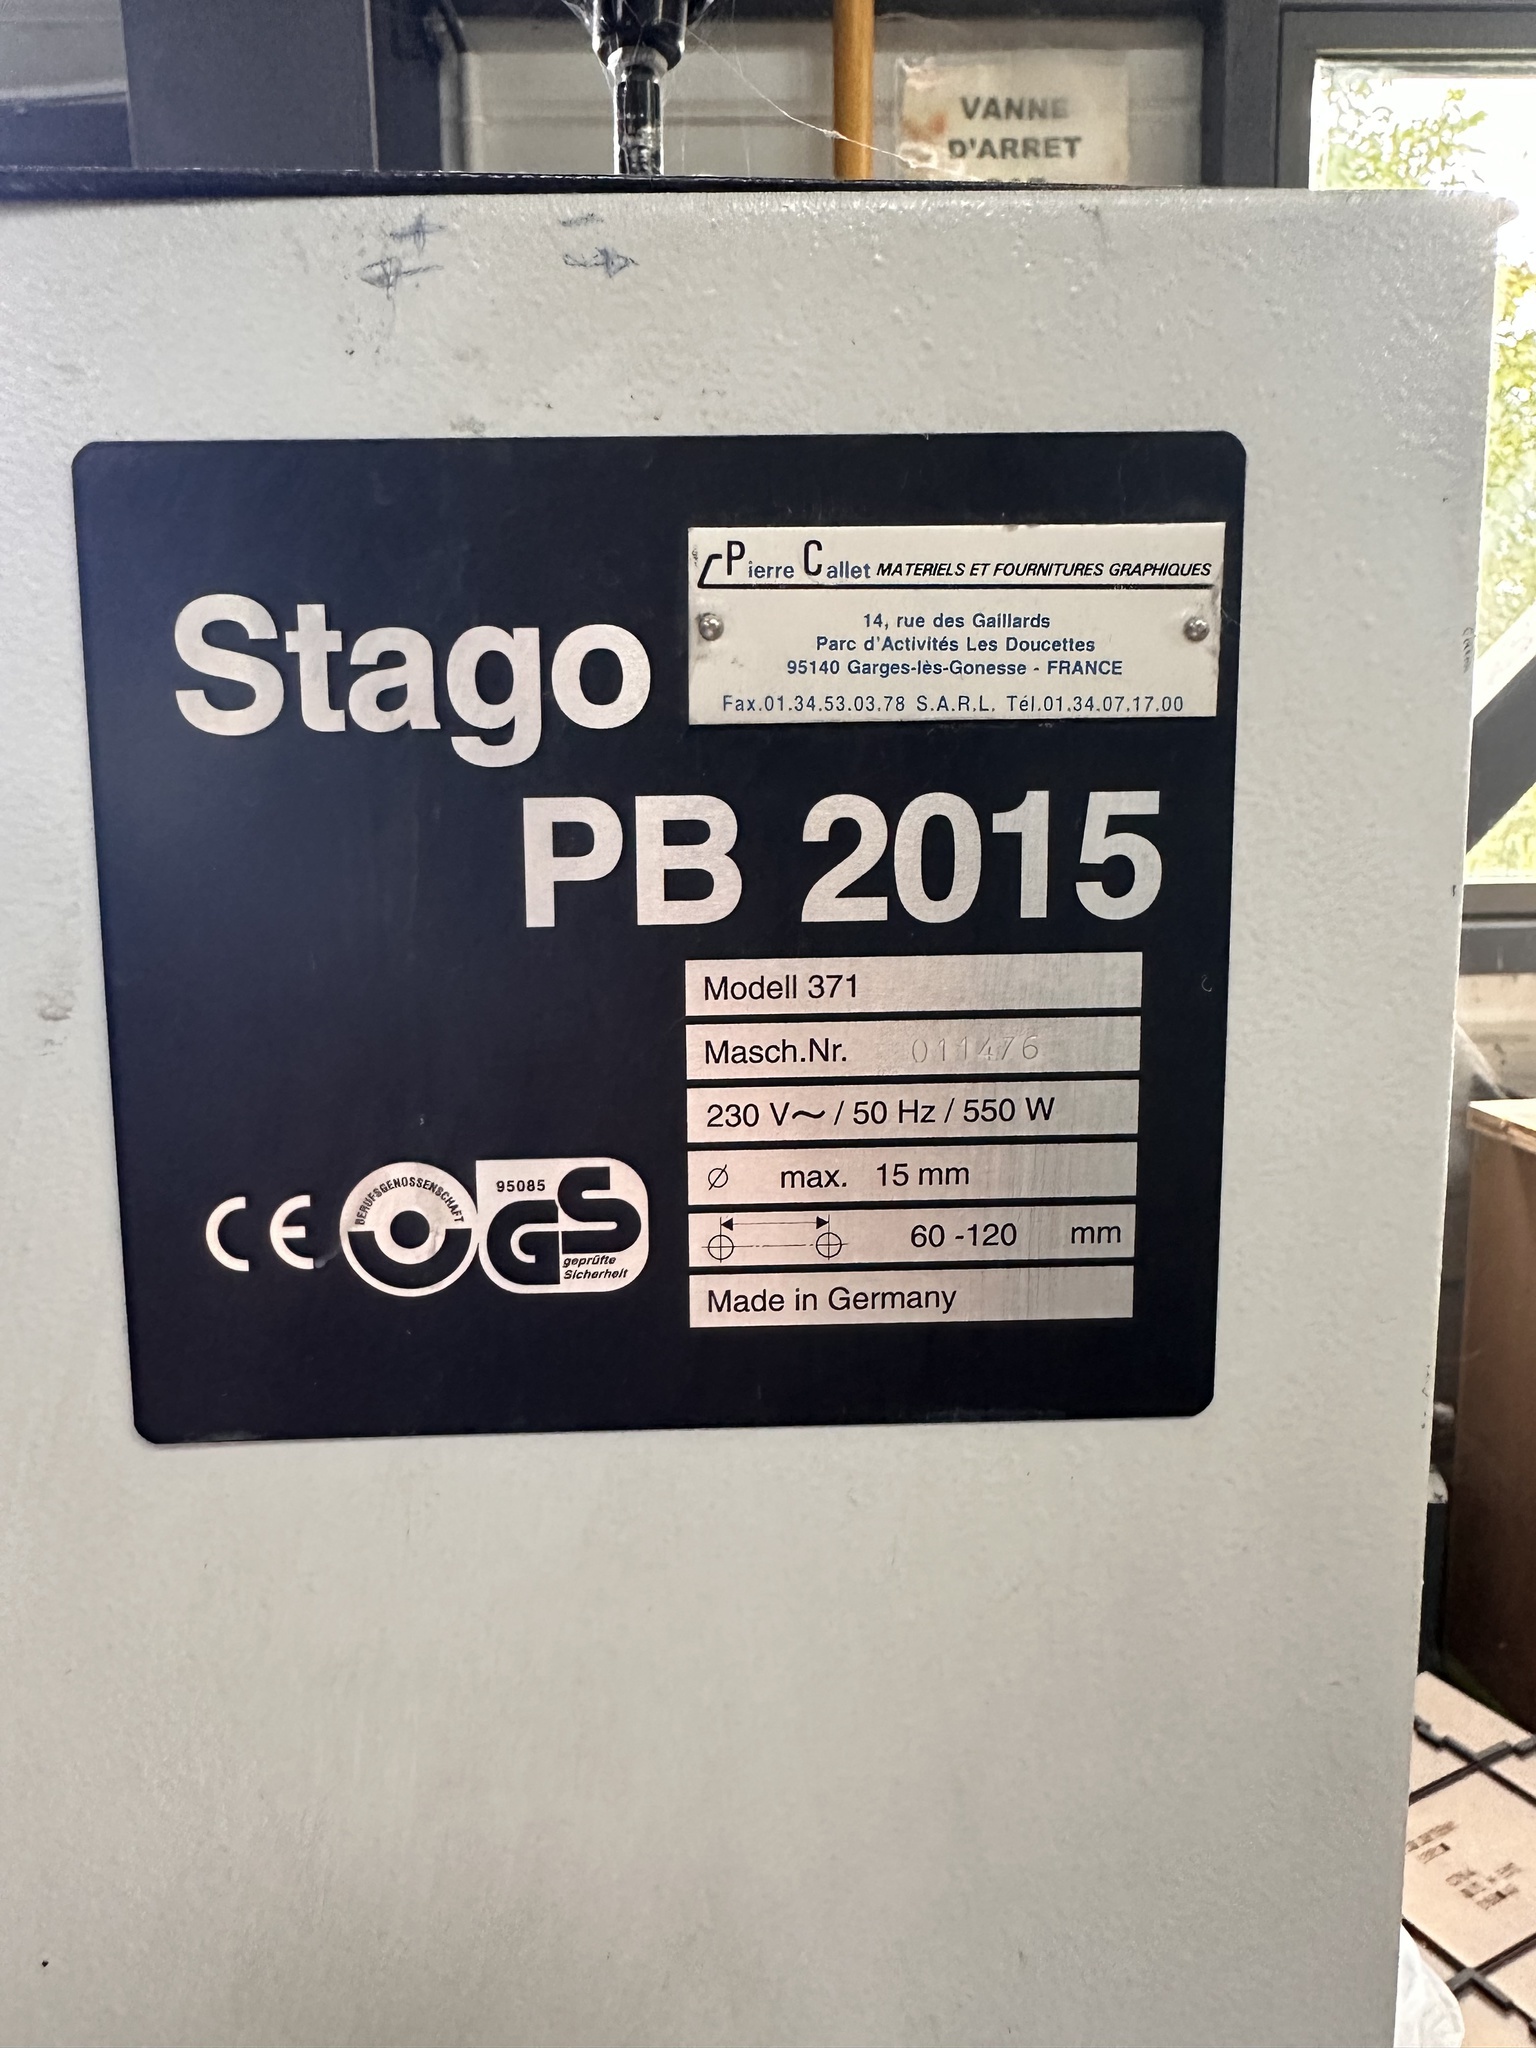 VANNE
D'ARRET
Pierre Callet MATERIELS ET FOURNITURES GRAPHIQUES
14, rue des Gaillards
Parc d'Activités Les Doucettes
95140 Garges-lès-Gonesse - FRANCE
Fax.01.34.53.03.78 S.A.R.L. Tél.01.34.07.17.00
Stago
PB 2015
Modell 371
Masch.Nr. 011476
230 V~ / 50 Hz / 550 W
Ø max. 15 mm
60 -120 mm
Made in Germany
CE
BERUFSGENOSSENSCHAFT
95085
GS
geprüfte
Sicherheit